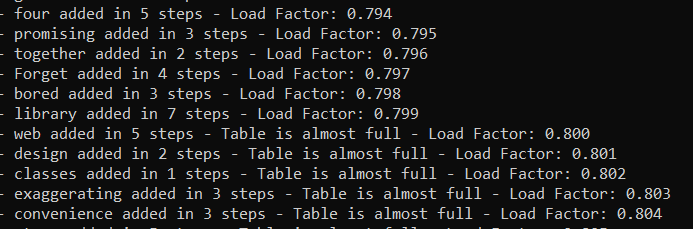 - four added in 5 steps - Load Factor: 0.794
- promising added in 3 steps - Load Factor: 0.795
- together added in 2 steps - Load Factor: 0.796
- Forget added in 4 steps - Load Factor: 0.797
- bored added in 3 steps - Load Factor: 0.798
- library added in 7 steps - Load Factor: 0.799
- web added in 5 steps - Table is almost full - Load Factor: 0.800
- design added in 2 steps - Table is almost full - Load Factor: 0.801
- classes added in 1 steps - Table is almost full - Load Factor: 0.802
- exaggerating added in 3 steps - Table is almost full - Load Factor: 0.803
- convenience added in 3 steps - Table is almost full - Load Factor: 0.804